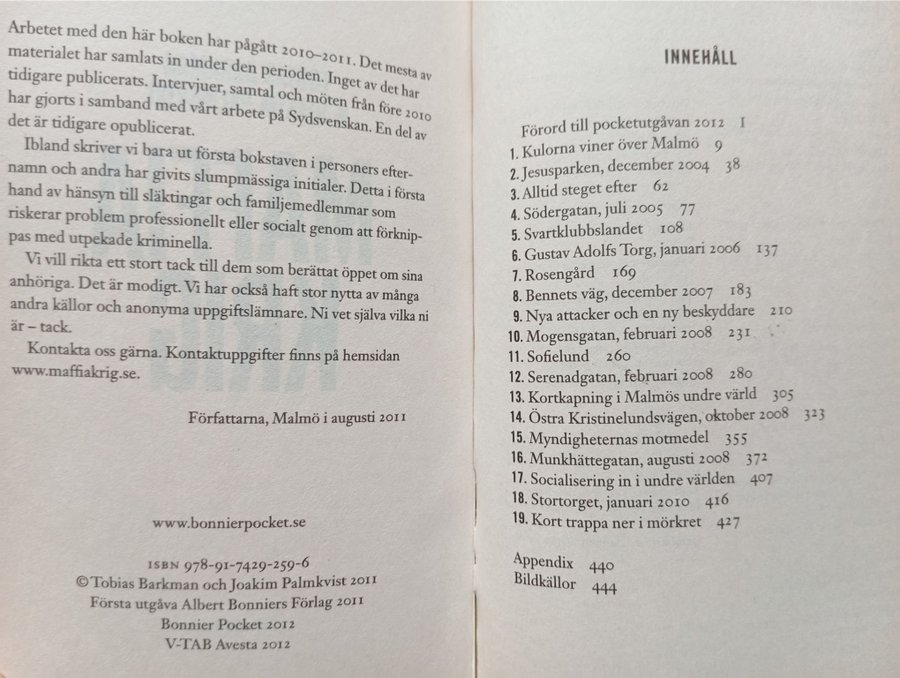 Arbetet med den här boken har pågått 2010–2011. Det mesta av
materialet har samlats in under den perioden. Inget av det har
tidigare publicerats. Intervjuer, samtal och möten från före 2010
har gjorts i samband med vårt arbete på Sydsvenskan. En del av
det är tidigare opublicerat.
Ibland skriver vi bara ut första bokstaven i personers efter-
namn och andra har givits slumpmässiga initialer. Detta i första
hand av hänsyn till släktingar och familjemedlemmar som
riskerar problem professionellt eller socialt genom att förknip-
pas med utpekade kriminella.
Vi vill rikta ett stort tack till dem som berättat öppet om sina
anhöriga. Det är modigt. Vi har också haft stor nytta av många
andra källor och anonyma uppgiftslämnare. Ni vet själva vilka ni
är – tack.
Kontakta oss gärna. Kontaktuppgifter finns på hemsidan
www.maffiakrig.se.
Författarna, Malmö i augusti 2011
www.bonnierpocket.se
ISBN 978-91-7429-259-6
© Tobias Barkman och Joakim Palmkvist 2011
Första utgåva Albert Bonniers Förlag 2011
Bonnier Pocket 2012
V-TAB Avesta 2012
INNEHÅLL
Förord till pocketutgåvan 2012 1
1. Kulorna viner över Malmö 9
2. Jesusparken, december 2004 38
3. Alltid steget efter 62
4. Södergatan, juli 2005 77
5. Svartklubbslandet 108
6. Gustav Adolfs Torg, januari 2006 137
7. Rosengård 169
8. Bennets väg, december 2007 183
9. Nya attacker och en ny beskyddare 210
10. Mogensgatan, februari 2008 231
11. Sofielund 260
12. Serenadgatan, februari 2008 280
13. Kortkapning i Malmös undre värld 305
14. Östra Kristinelundsvägen, oktober 2008 323
15. Myndigheternas motmedel 355
16. Munkhättegatan, augusti 2008 372
17. Socialisering in i undre världen 407
18. Stortorget, januari 2010 416
19. Kort trappa ner i mörkret 427
Appendix 440
Bildkällor 444